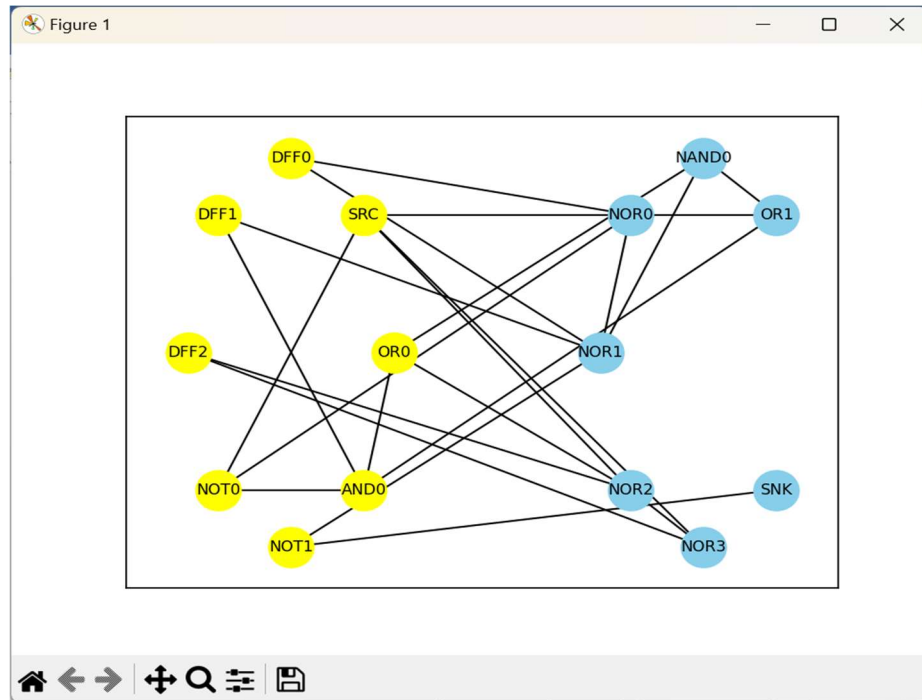 Figure 1
DFF0
NAND0
DFF1
SRC
NOR0
OR1
DFF2
OR0
NOR1
NOT0
AND0
NOR2
SNK
NOT1
NOR3